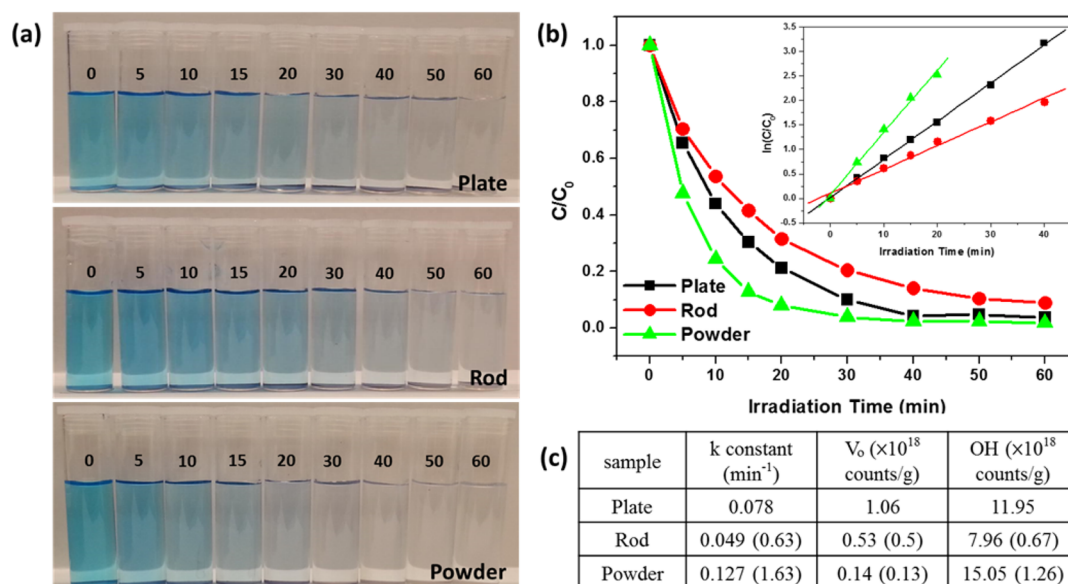 (a)
0 5 10 15 20 30 40 50 60
Plate
0 5 10 15 20 30 40 50 60
Rod
0 5 10 15 20 30 40 50 60
Powder
(b)
C/C₀
1.0
0.8
0.6
0.4
0.2
0.0
0 10 20 30 40 50 60
Irradiation Time (min)
Plate
Rod
Powder
ln(C/C₀)
3.5
3.0
2.5
2.0
1.5
1.0
0.5
0.0
-0.5
0 10 20 30 40
Irradiation Time (min)
(c)
sample k constant (min⁻¹) Vₒ (×10¹⁸ counts/g) OH (×10¹⁸ counts/g)
Plate 0.078 1.06 11.95
Rod 0.049 (0.63) 0.53 (0.5) 7.96 (0.67)
Powder 0.127 (1.63) 0.14 (0.13) 15.05 (1.26)